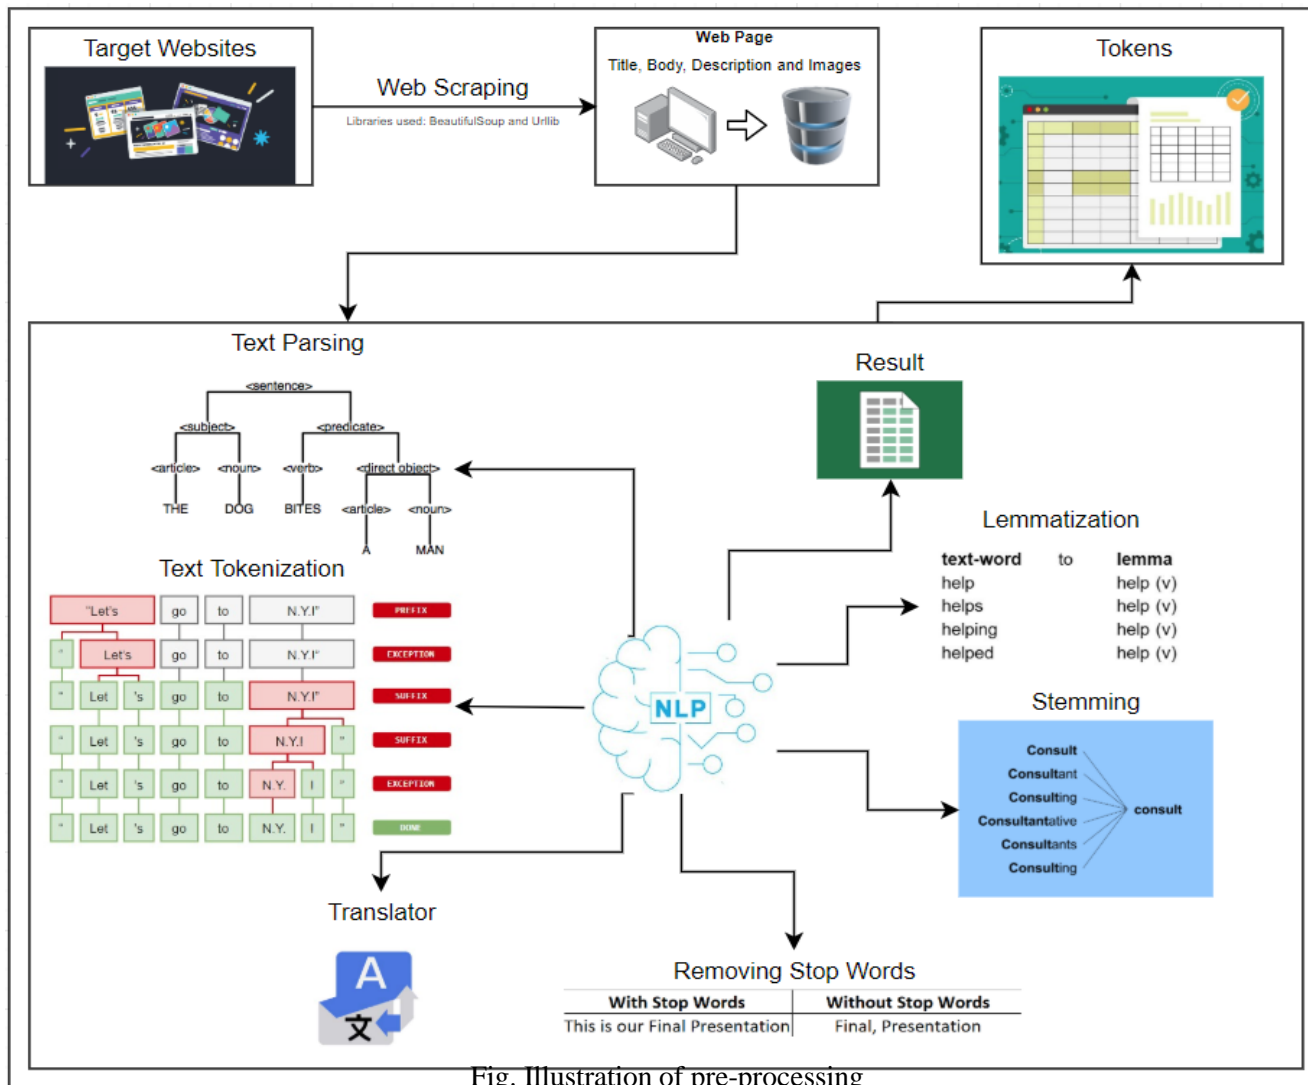 Target Websites
Web Scraping
Libraries used: BeautifulSoup and Urllib
Web Page
Title, Body, Description and Images
Tokens
Text Parsing
<sentence>
<subject> <predicate>
<article> <noun> <verb> <direct object>
THE DOG BITES <article> <noun>
A MAN
Text Tokenization
"Let's go to N.Y.!" PREFIX
" Let's go to N.Y.!" EXCEPTION
" Let 's go to N.Y.!" SUFFIX
" Let 's go to N.Y.! " SUFFIX
" Let 's go to N.Y. ! " EXCEPTION
" Let 's go to N.Y. ! " DONE
NLP
Result
Lemmatization
text-word to lemma
help help (v)
helps help (v)
helping help (v)
helped help (v)
Stemming
Consult
Consultant
Consulting
Consultantative
Consultants
Consulting
consult
Translator
A
文
Removing Stop Words
With Stop Words Without Stop Words
This is our Final Presentation Final, Presentation
Fig. Illustration of pre-processing